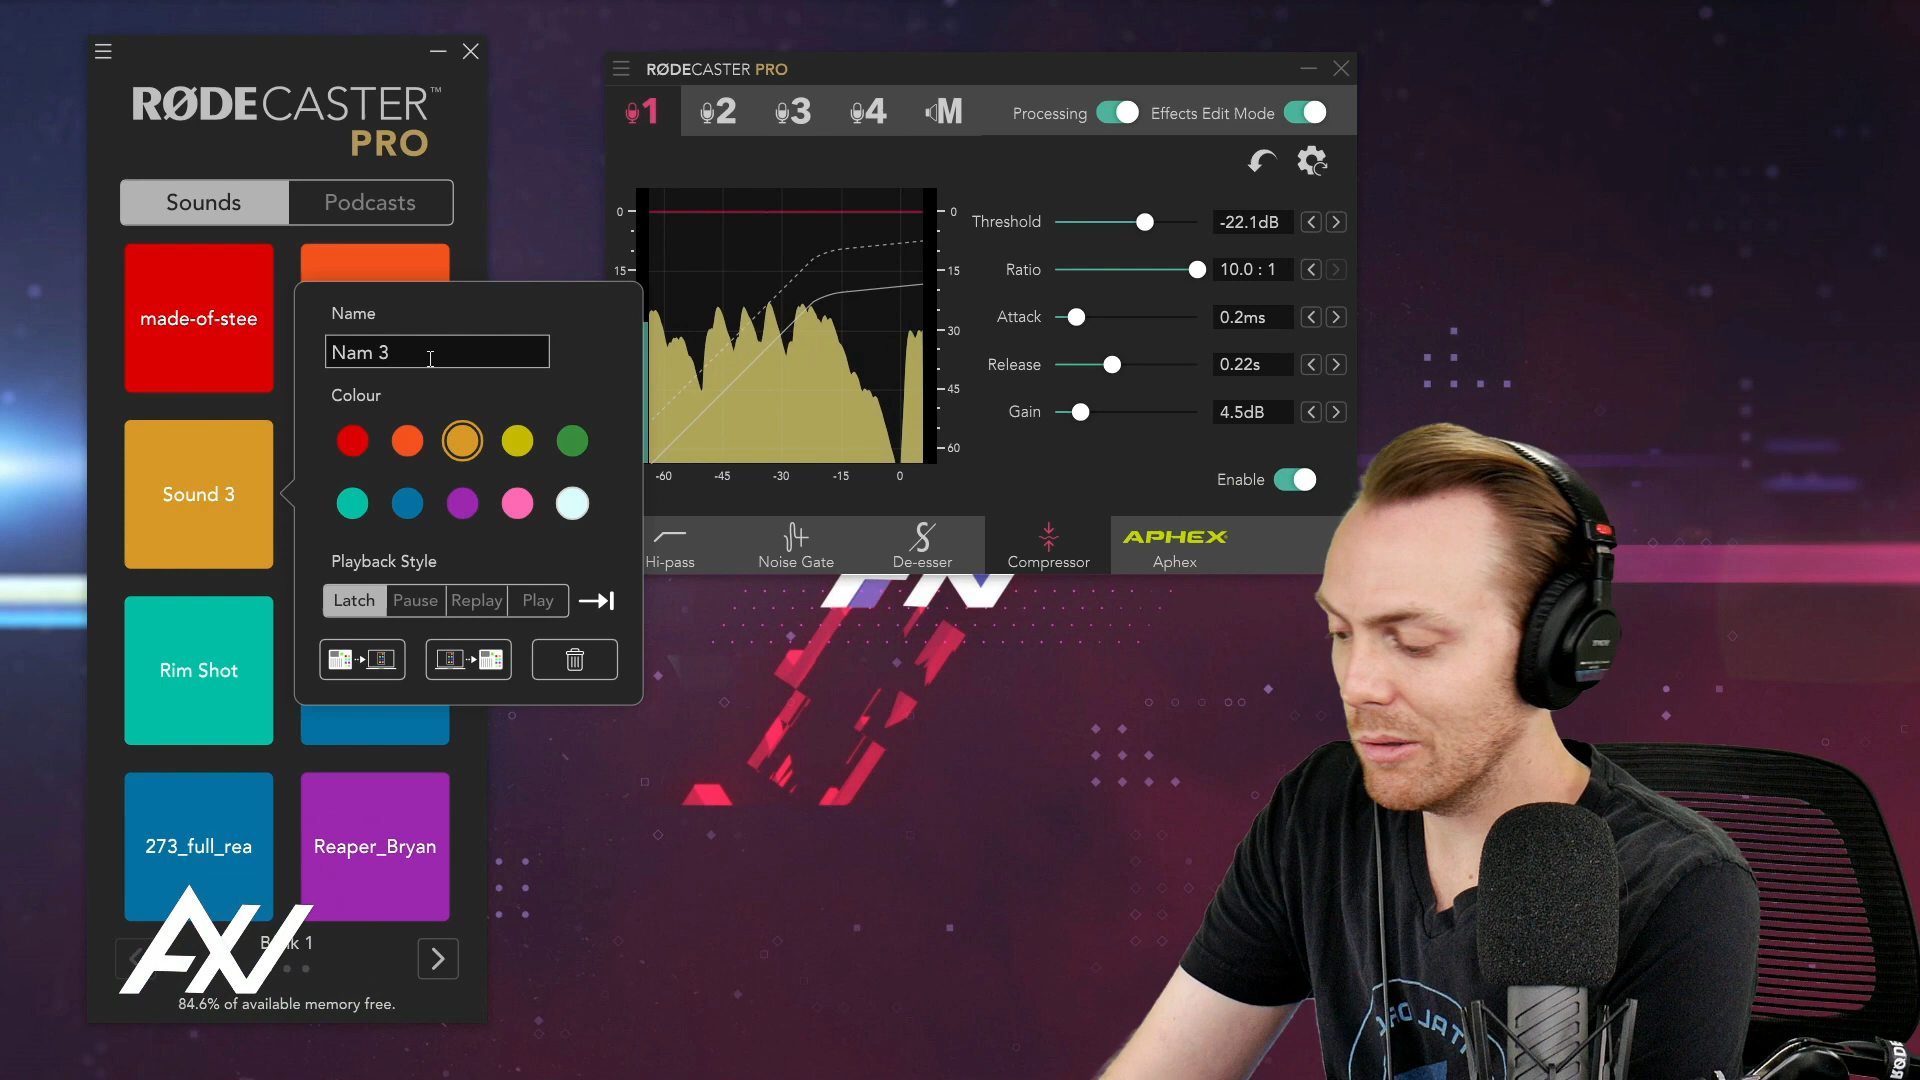 RØDECASTER™
PRO
Sounds
Podcasts
made-of-stee
Sound 3
Rim Shot
273_full_rea
Reaper_Bryan
84.6% of available memory free.
Name
Nam 3
Colour
Playback Style
Latch
Pause
Replay
Play
RØDECASTER PRO
1
2
3
4
M
Processing
Effects Edit Mode
0
15
0
15
30
45
60
-60
-45
-30
-15
0
Threshold
-22.1dB
Ratio
10.0 : 1
Attack
0.2ms
Release
0.22s
Gain
4.5dB
Enable
Hi-pass
Noise Gate
De-esser
Compressor
APHEX
Aphex
RØDE